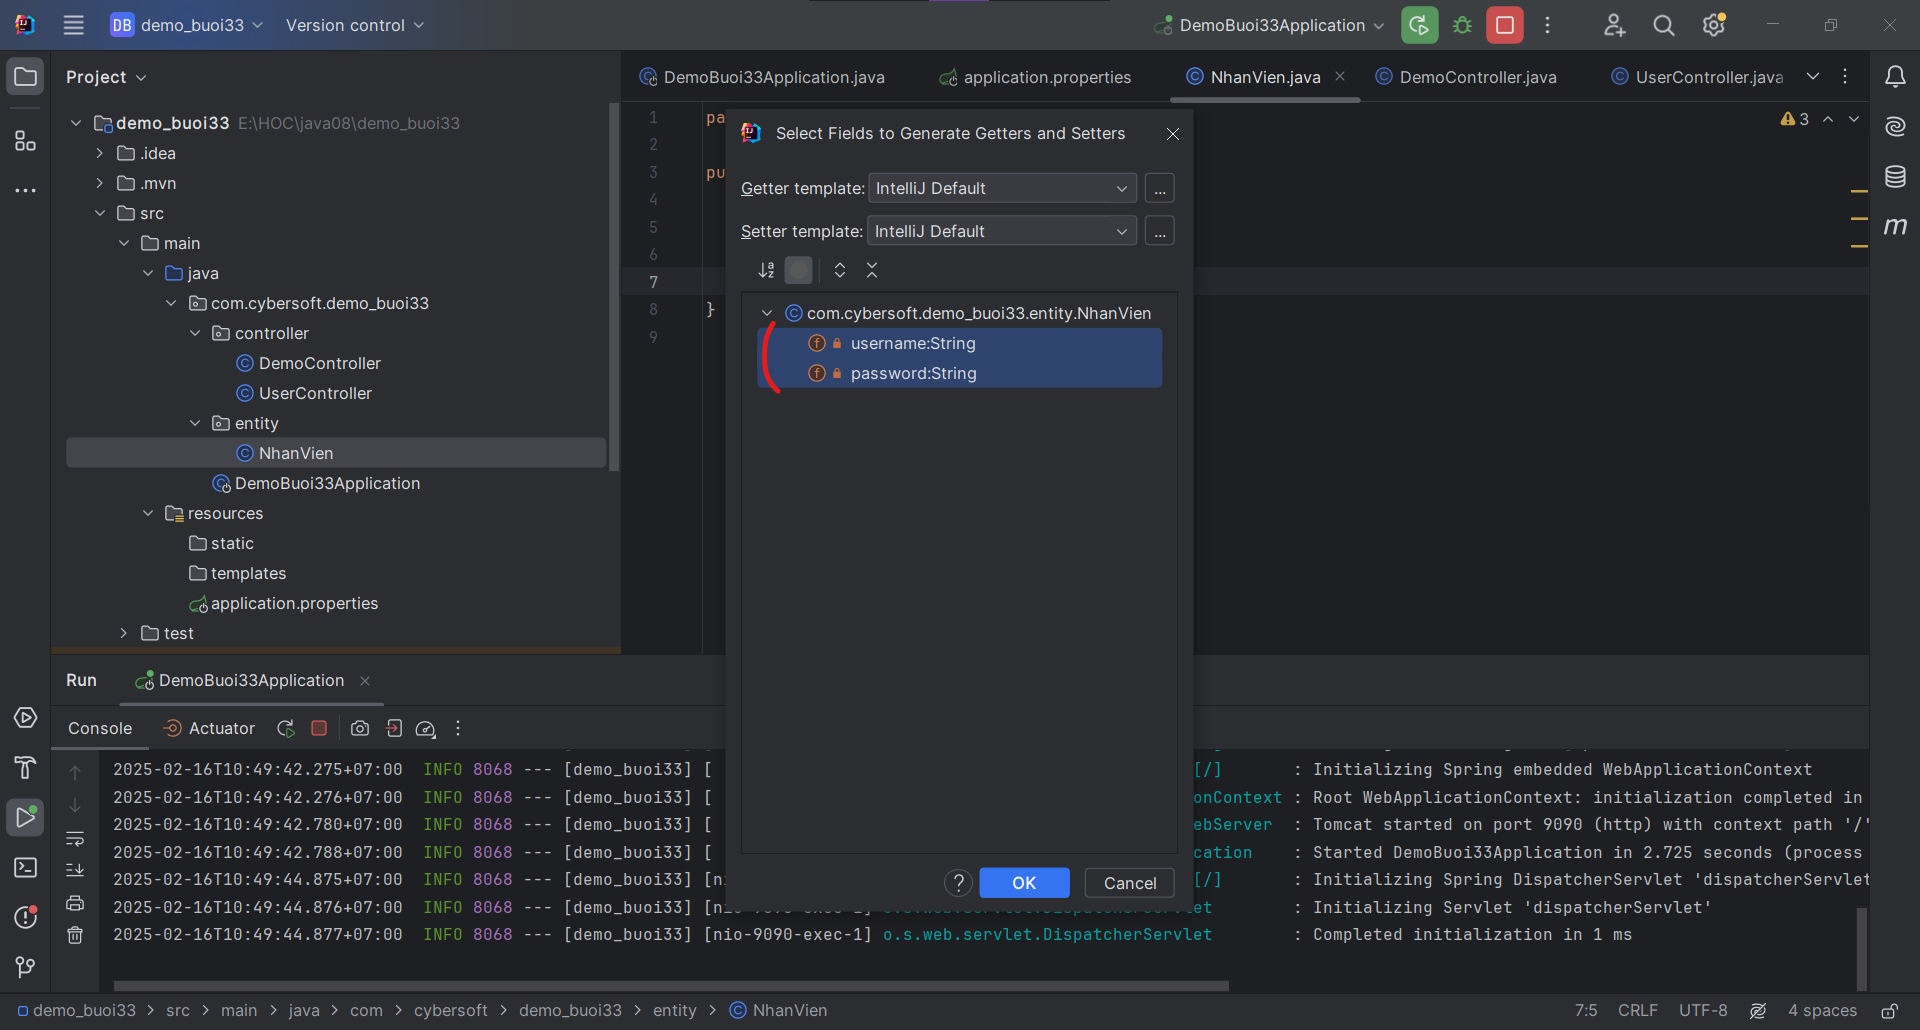 DB demo_buoi33 Version control DemoBuoi33Application
Project
DemoBuoi33Application.java application.properties NhanVien.java DemoController.java UserController.java
demo_buoi33 E:\HOC\java08\demo_buoi33
.idea
.mvn
src
main
java
com.cybersoft.demo_buoi33
controller
DemoController
UserController
entity
NhanVien
DemoBuoi33Application
resources
static
templates
application.properties
test
1 pa
2
3 pu
4
5
6
7
8 }
9
3
Select Fields to Generate Getters and Setters
Getter template: IntelliJ Default ...
Setter template: IntelliJ Default ...
com.cybersoft.demo_buoi33.entity.NhanVien
username:String
password:String
? OK Cancel
Run DemoBuoi33Application
Console Actuator
2025-02-16T10:49:42.275+07:00 INFO 8068 --- [demo_buoi33] [ [/] : Initializing Spring embedded WebApplicationContext
2025-02-16T10:49:42.276+07:00 INFO 8068 --- [demo_buoi33] [ onContext : Root WebApplicationContext: initialization completed in
2025-02-16T10:49:42.780+07:00 INFO 8068 --- [demo_buoi33] [ ebServer : Tomcat started on port 9090 (http) with context path '/'
2025-02-16T10:49:42.788+07:00 INFO 8068 --- [demo_buoi33] [ cation : Started DemoBuoi33Application in 2.725 seconds (process
2025-02-16T10:49:44.875+07:00 INFO 8068 --- [demo_buoi33] [n [/] : Initializing Spring DispatcherServlet 'dispatcherServlet
2025-02-16T10:49:44.876+07:00 INFO 8068 --- [demo_buoi33] [n et : Initializing Servlet 'dispatcherServlet'
2025-02-16T10:49:44.877+07:00 INFO 8068 --- [demo_buoi33] [nio-9090-exec-1] o.s.web.servlet.DispatcherServlet : Completed initialization in 1 ms
demo_buoi33 > src > main > java > com > cybersoft > demo_buoi33 > entity > NhanVien 7:5 CRLF UTF-8 4 spaces